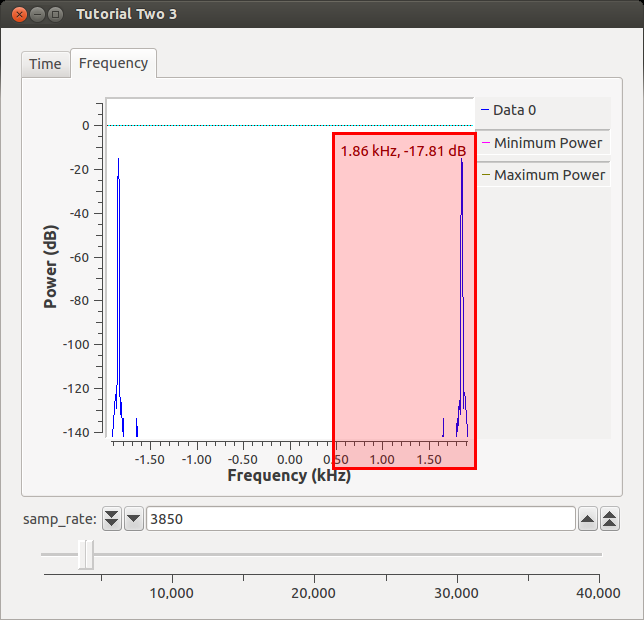 Tutorial Two 3
Time
Frequency
Data 0
Minimum Power
Maximum Power
1.86 kHz, -17.81 dB
Power (dB)
0
-20
-40
-60
-80
-100
-120
-140
-1.50 -1.00 -0.50 0.00 0.50 1.00 1.50
Frequency (kHz)
samp_rate: 3850
10,000 20,000 30,000 40,000